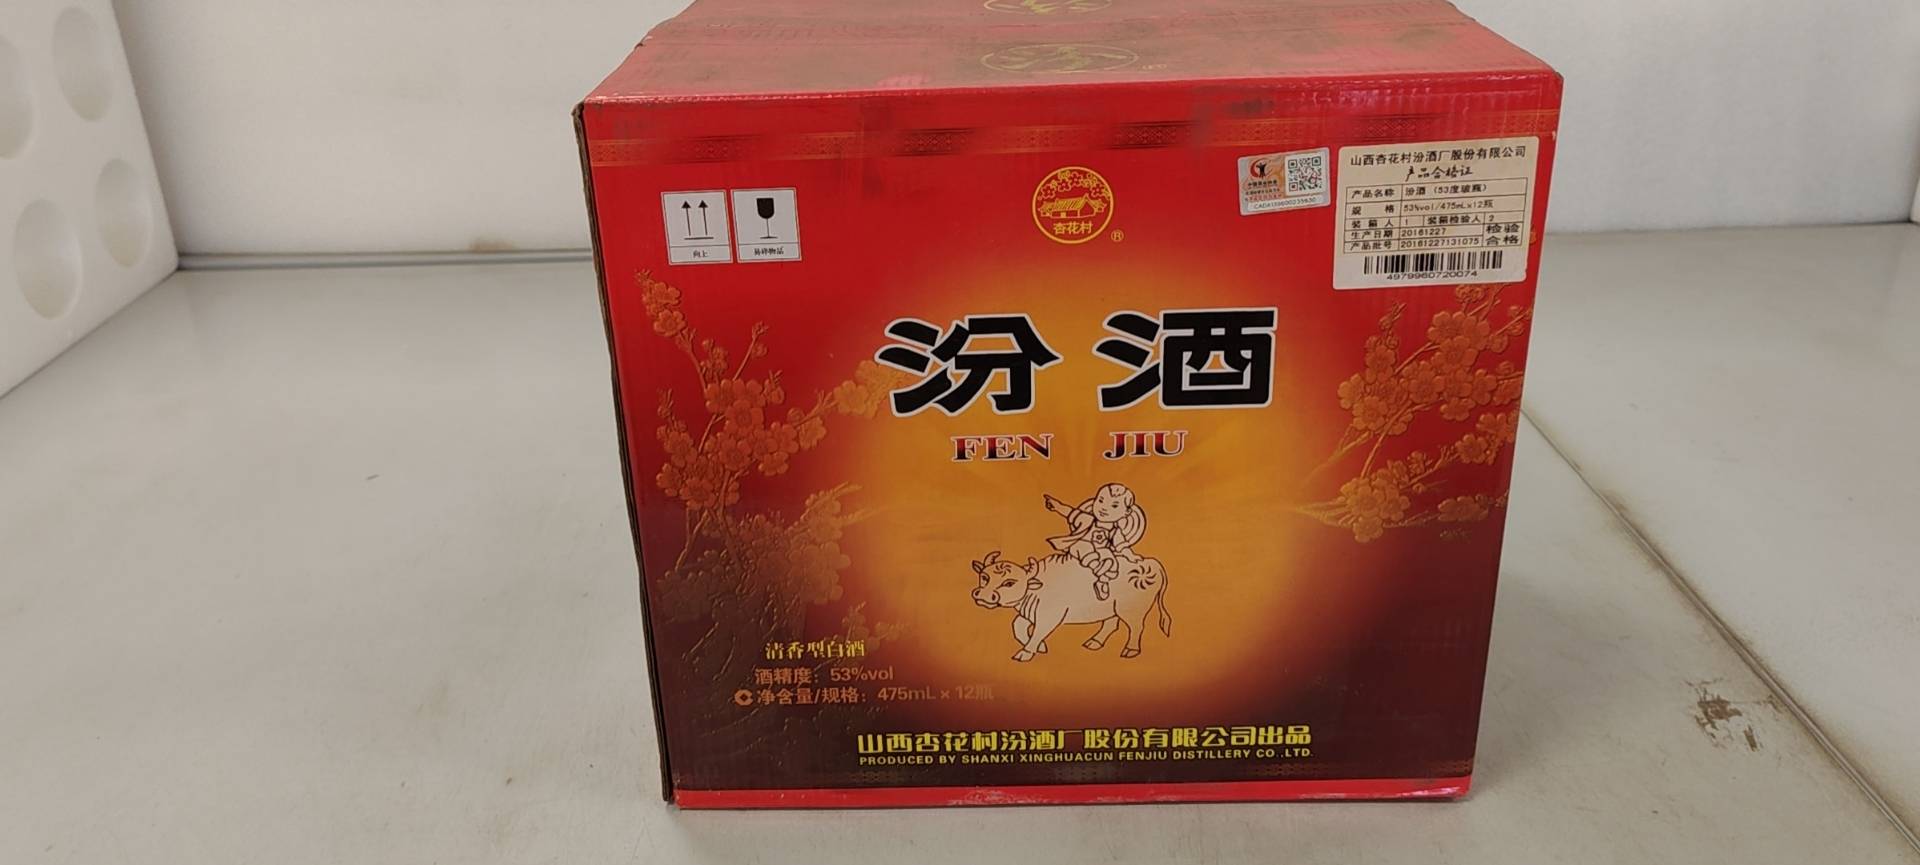 向上
易碎物品
杏花村
®
CADA139600235630
山西杏花村汾酒厂股份有限公司
产品合格证
产品名称 汾酒（53度玻瓶）
规 格 53%vol/475mL×12瓶
装箱人 1 装箱检验人 2
生产日期 20161227
检验
产品批号 20161227131075
合格
4979960720074
汾酒
FEN JIU
清香型白酒
酒精度：53%vol
净含量/规格：475mL×12瓶
山西杏花村汾酒厂股份有限公司出品
PRODUCED BY SHANXI XINGHUACUN FENJIU DISTILLERY CO.,LTD.